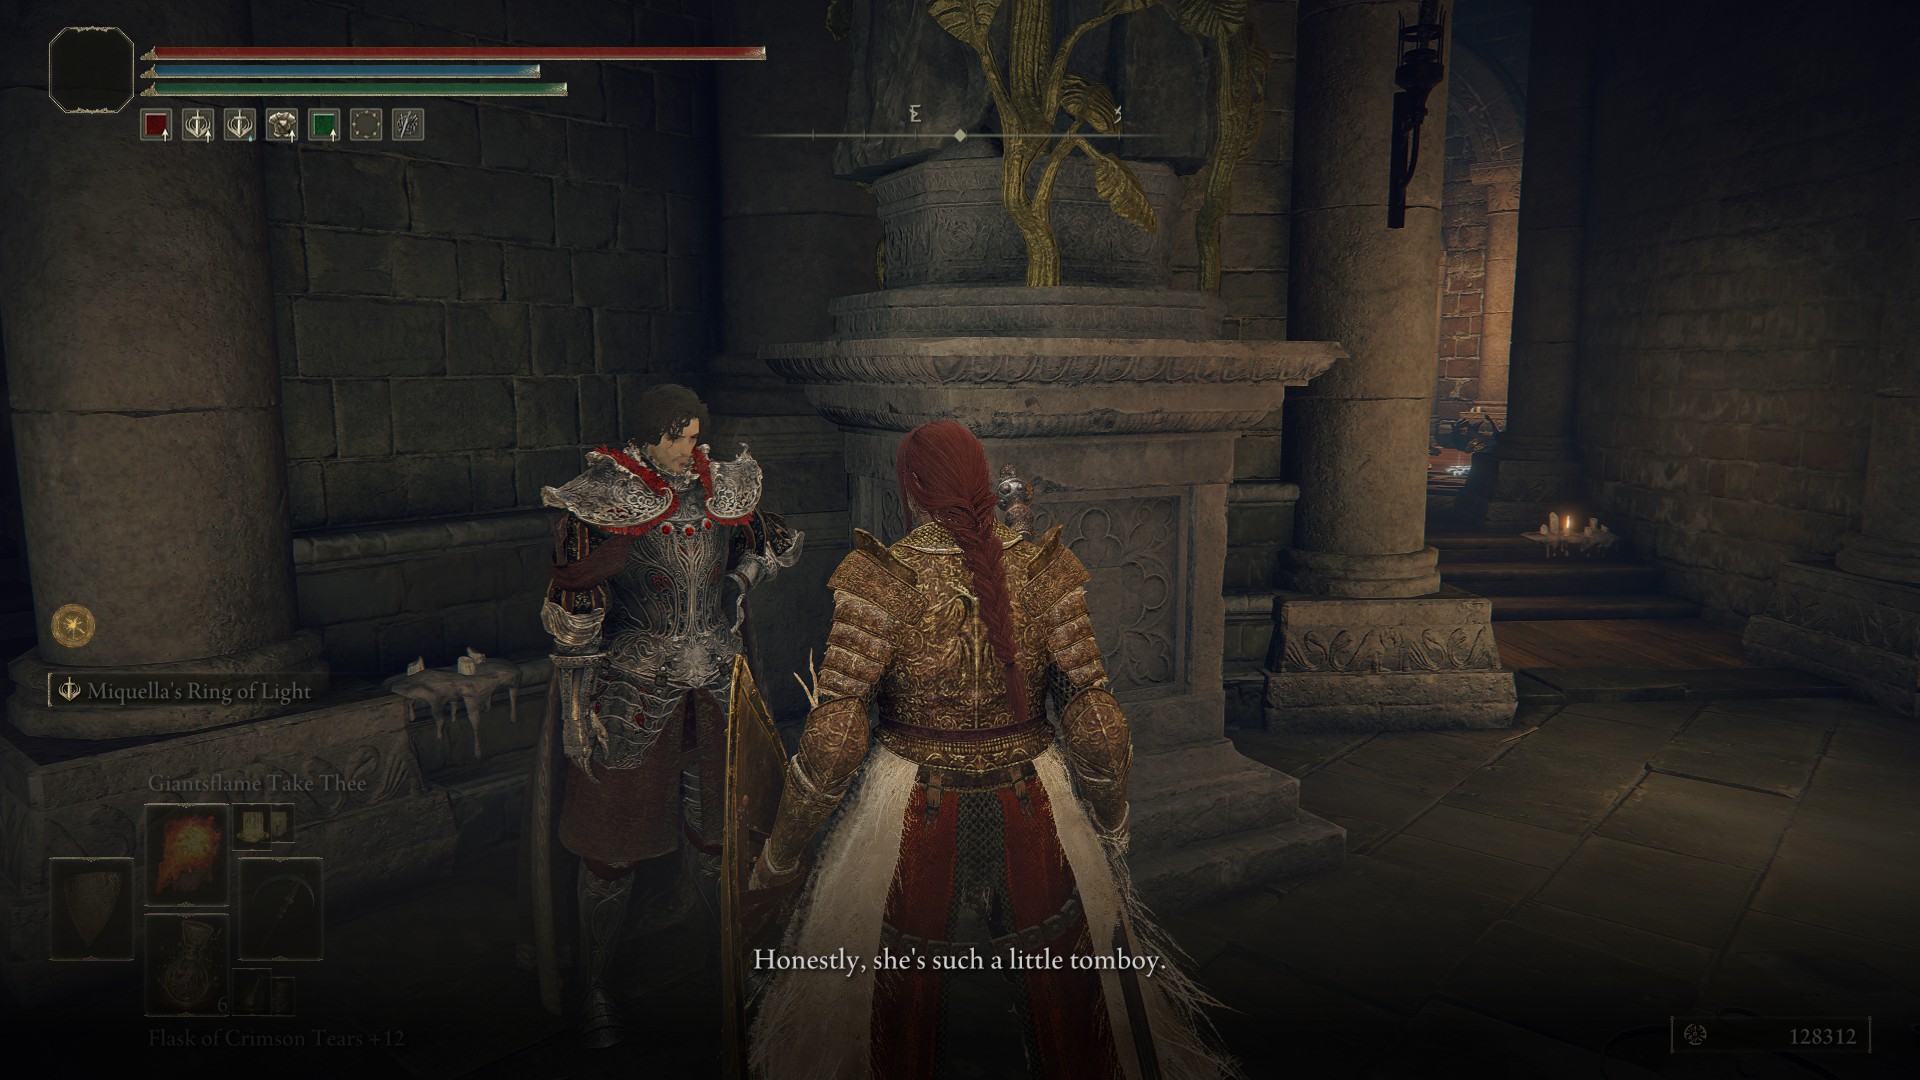 E
S
Miquella's Ring of Light
Giantsflame Take Thee
6
Flask of Crimson Tears +12
Honestly, she's such a little tomboy.
128312